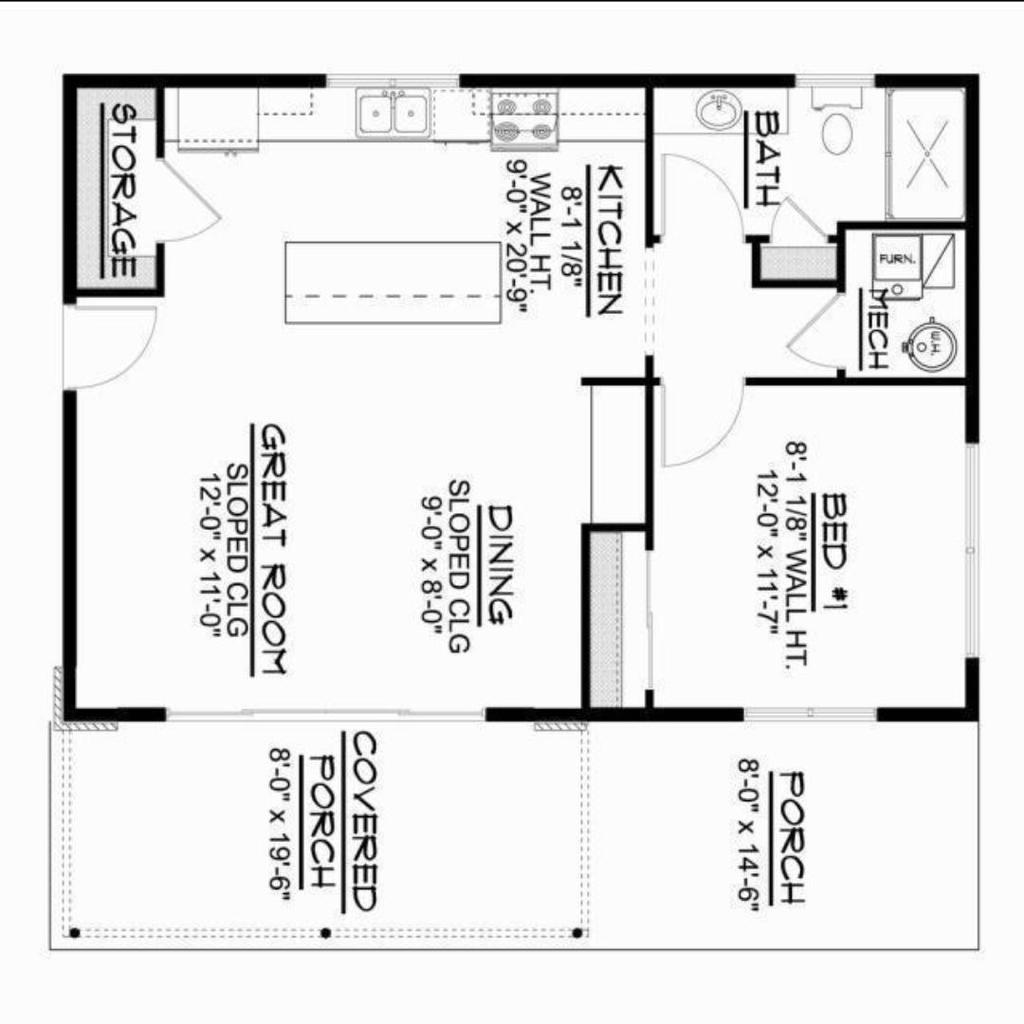 STORAGE
KITCHEN
8'-1 1/8"
WALL HT.
9'-0" x 20'-9"
BATH
FURN.
MECH
W.H.
GREAT ROOM
SLOPED CLG
12'-0" x 11'-0"
DINING
SLOPED CLG
9'-0" x 8'-0"
BED #1
8'-1 1/8" WALL HT.
12'-0" x 11'-7"
COVERED
PORCH
8'-0" x 19'-6"
PORCH
8'-0" x 14'-6"